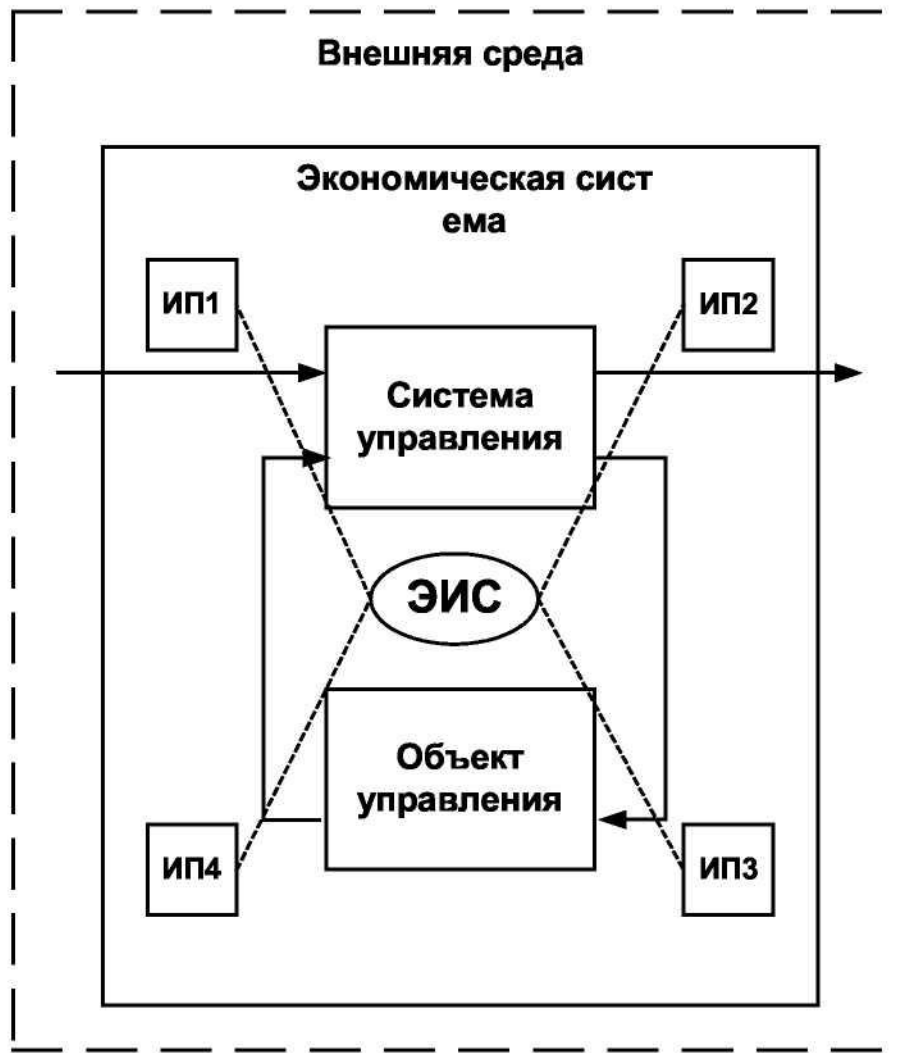 Внешняя среда
Экономическая сист
ема
ИП1
ИП2
Система
управления
ЭИС
Объект
управления
ИП4
ИП3